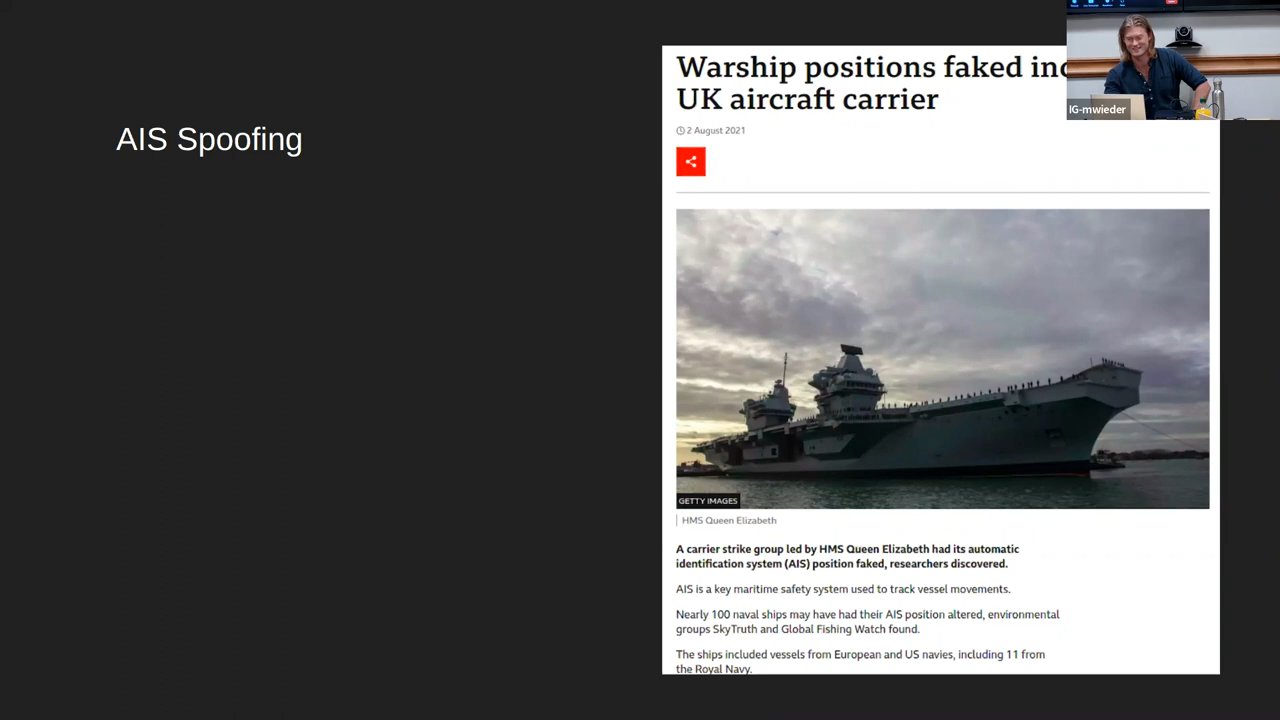 AIS Spoofing
Warship positions faked inc
UK aircraft carrier
2 August 2021
GETTY IMAGES
HMS Queen Elizabeth
A carrier strike group led by HMS Queen Elizabeth had its automatic
identification system (AIS) position faked, researchers discovered.
AIS is a key maritime safety system used to track vessel movements.
Nearly 100 naval ships may have had their AIS position altered, environmental
groups SkyTruth and Global Fishing Watch found.
The ships included vessels from European and US navies, including 11 from
the Royal Navy.
IG-mwieder